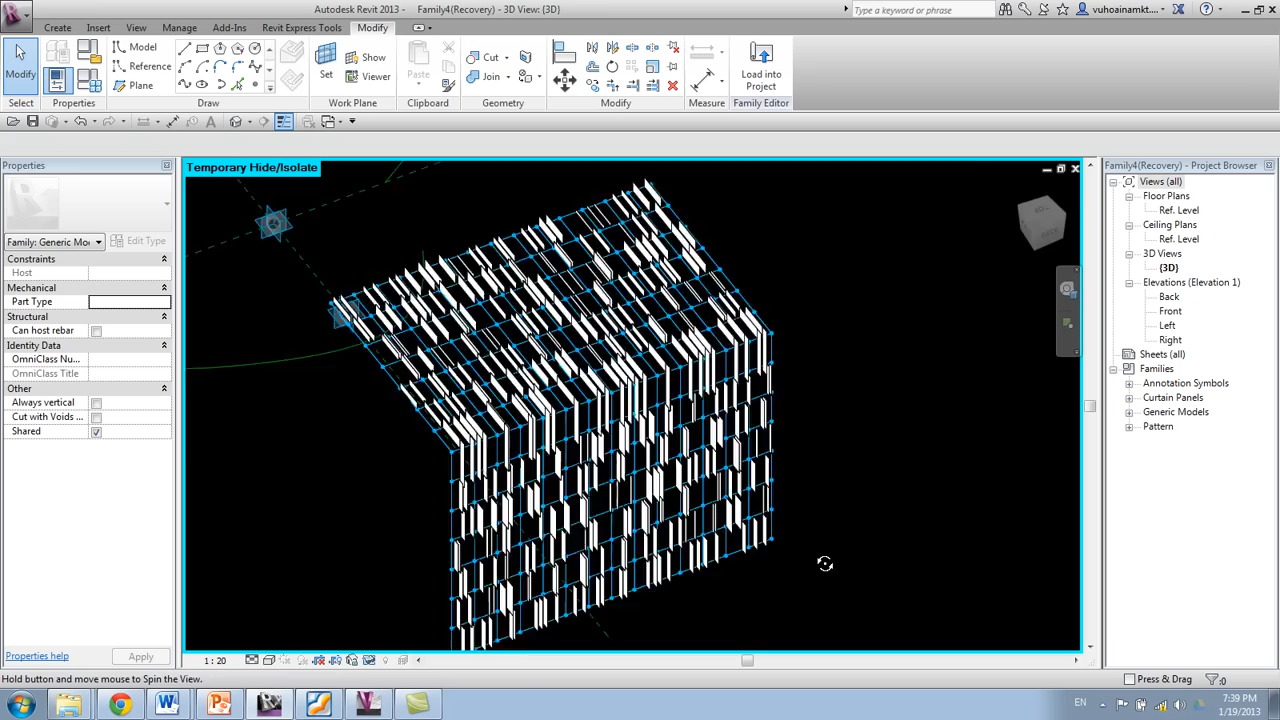 Autodesk Revit 2013 - Family4(Recovery) - 3D View: {3D}
Type a keyword or phrase
vuhoainamkt....
Create Insert View Manage Add-Ins Revit Express Tools Modify
Modify
Model
Reference
Plane
Set
Show
Viewer
Paste
Cut
Join
Load into
Project
Select Properties Draw Work Plane Clipboard Geometry Modify Measure Family Editor
Properties
Family: Generic Mo
Edit Type
Constraints
Host
Mechanical
Part Type
Structural
Can host rebar
Identity Data
OmniClass Nu...
OmniClass Title
Other
Always vertical
Cut with Voids ...
Shared
Properties help
Apply
Temporary Hide/Isolate
1 : 20
Family4(Recovery) - Project Browser
Views (all)
Floor Plans
Ref. Level
Ceiling Plans
Ref. Level
3D Views
{3D}
Elevations (Elevation 1)
Back
Front
Left
Right
Sheets (all)
Families
Annotation Symbols
Curtain Panels
Generic Models
Pattern
Hold button and move mouse to Spin the View.
Press & Drag
:0
EN
7:39 PM
1/19/2013